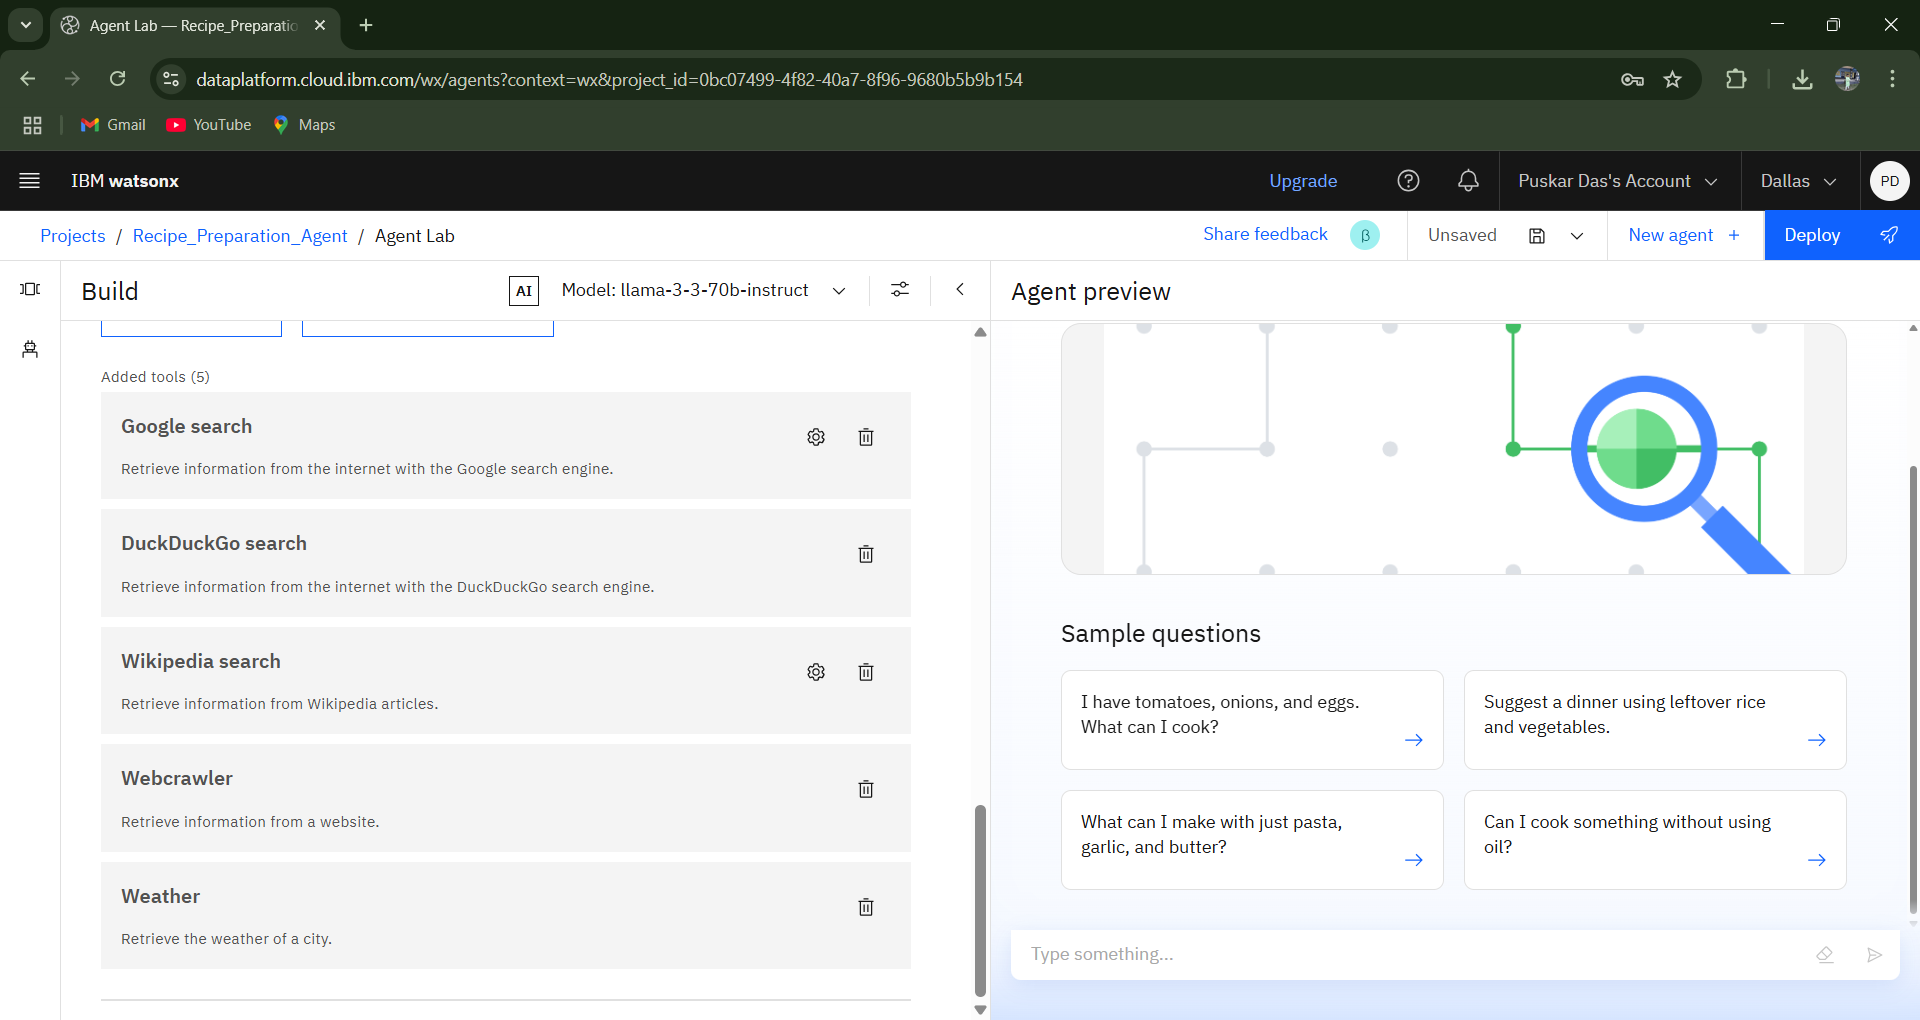 Agent Lab — Recipe_Preparatio
dataplatform.cloud.ibm.com/wx/agents?context=wx&project_id=0bc07499-4f82-40a7-8f96-9680b5b9b154
Gmail
YouTube
Maps
IBM watsonx
Upgrade
Puskar Das's Account
Dallas
PD
Projects / Recipe_Preparation_Agent / Agent Lab
Share feedback
β
Unsaved
New agent +
Deploy
Build
AI
Model: llama-3-3-70b-instruct
Agent preview
Added tools (5)
Google search
Retrieve information from the internet with the Google search engine.
DuckDuckGo search
Retrieve information from the internet with the DuckDuckGo search engine.
Wikipedia search
Retrieve information from Wikipedia articles.
Webcrawler
Retrieve information from a website.
Weather
Retrieve the weather of a city.
Sample questions
I have tomatoes, onions, and eggs.
What can I cook?
Suggest a dinner using leftover rice
and vegetables.
What can I make with just pasta,
garlic, and butter?
Can I cook something without using
oil?
Type something...